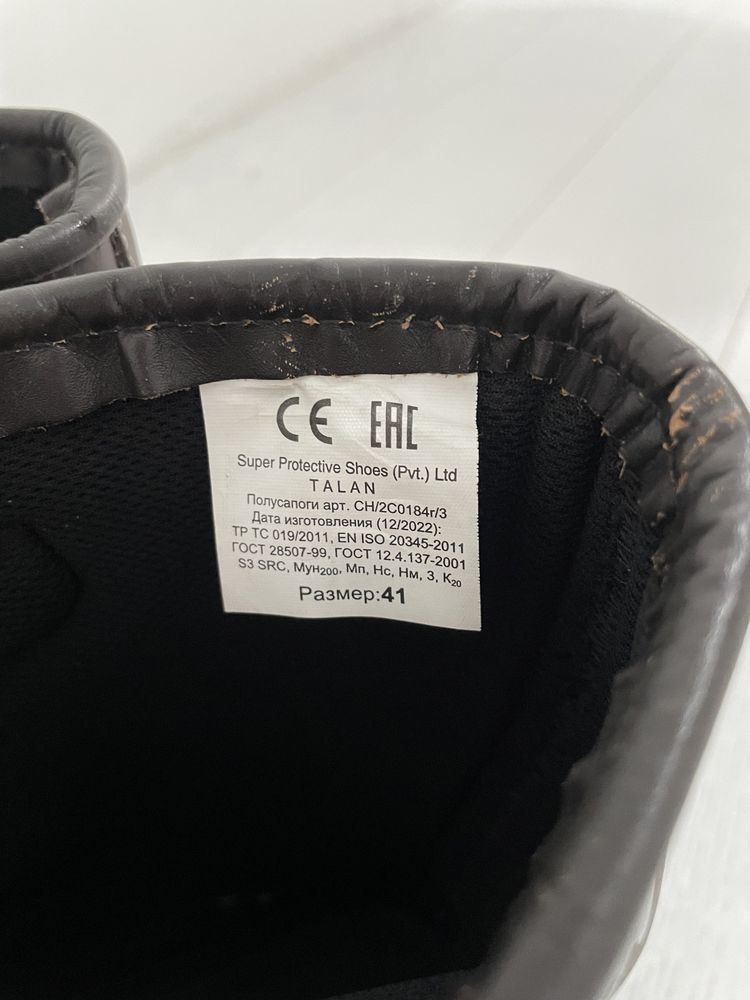 CE EAC
Super Protective Shoes (Pvt.) Ltd
TALAN
Полусапоги арт. CH/2C0184г/3
Дата изготовления (12/2022):
ТР ТС 019/2011, EN ISO 20345-2011
ГОСТ 28507-99, ГОСТ 12.4.137-2001
S3 SRC, Мун200, Мп, Нс, Нм, З, К20
Размер:41